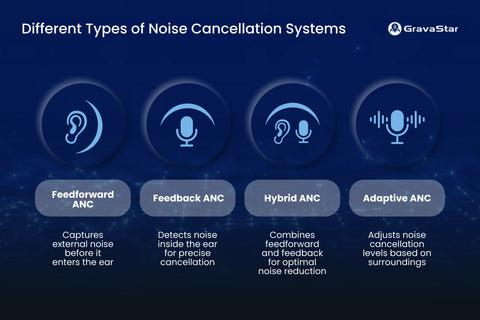 Different Types of Noise Cancellation Systems
GravaStar
Feedforward
ANC
Feedback ANC
Hybrid ANC
Adaptive ANC
Captures
external noise
before it
enters the ear
Detects noise
inside the ear
for precise
cancellation
Combines
feedforward
and feedback
for optimal
noise reduction
Adjusts noise
cancellation
levels based on
surroundings